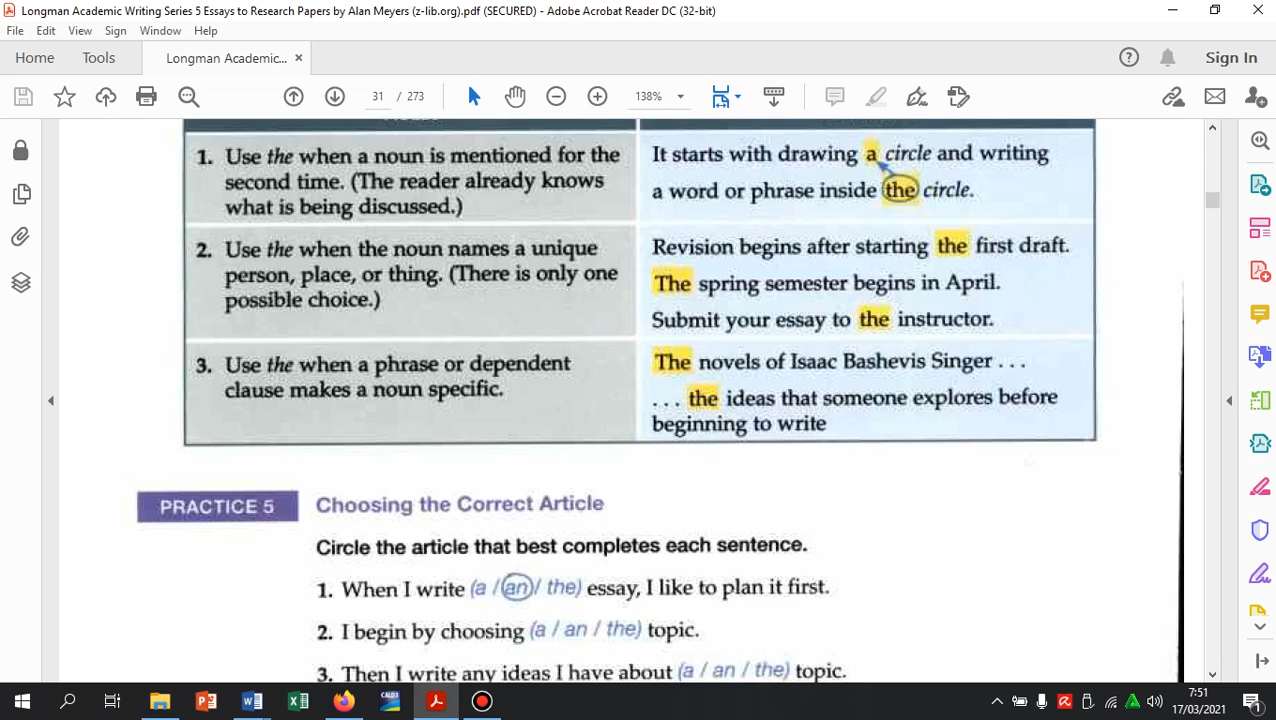 Longman Academic Writing Series 5 Essays to Research Papers by Alan Meyers (z-lib.org).pdf (SECURED) - Adobe Acrobat Reader DC (32-bit)
File Edit View Sign Window Help
Home Tools Longman Academic... × Sign In
31 / 273 138%
1. Use the when a noun is mentioned for the
second time. (The reader already knows
what is being discussed.)
It starts with drawing a circle and writing
a word or phrase inside the circle.
2. Use the when the noun names a unique
person, place, or thing. (There is only one
possible choice.)
Revision begins after starting the first draft.
The spring semester begins in April.
Submit your essay to the instructor.
3. Use the when a phrase or dependent
clause makes a noun specific.
The novels of Isaac Bashevis Singer . . .
. . . the ideas that someone explores before
beginning to write
PRACTICE 5 Choosing the Correct Article
Circle the article that best completes each sentence.
1. When I write (a / an / the) essay, I like to plan it first.
2. I begin by choosing (a / an / the) topic.
3. Then I write any ideas I have about (a / an / the) topic.
CALD3
7:51
17/03/2021
1